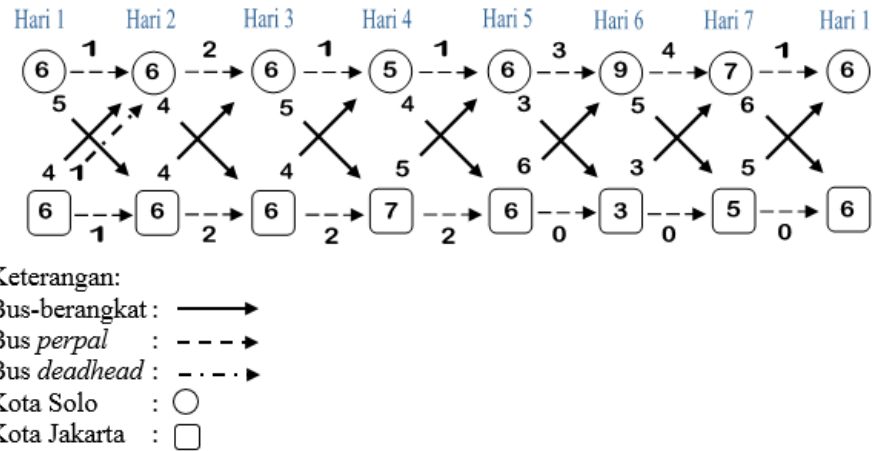 Hari 1 Hari 2 Hari 3 Hari 4 Hari 5 Hari 6 Hari 7 Hari 1
1 2 1 1 3 4 1
6 6 6 5 6 9 7 6
5 4 5 4 3 5 6
4 1 4 4 5 6 3 5
6 6 6 7 6 3 5 6
1 2 2 2 0 0 0
Keterangan:
Bus-berangkat :
Bus perpal :
Bus deadhead :
Kota Solo :
Kota Jakarta :